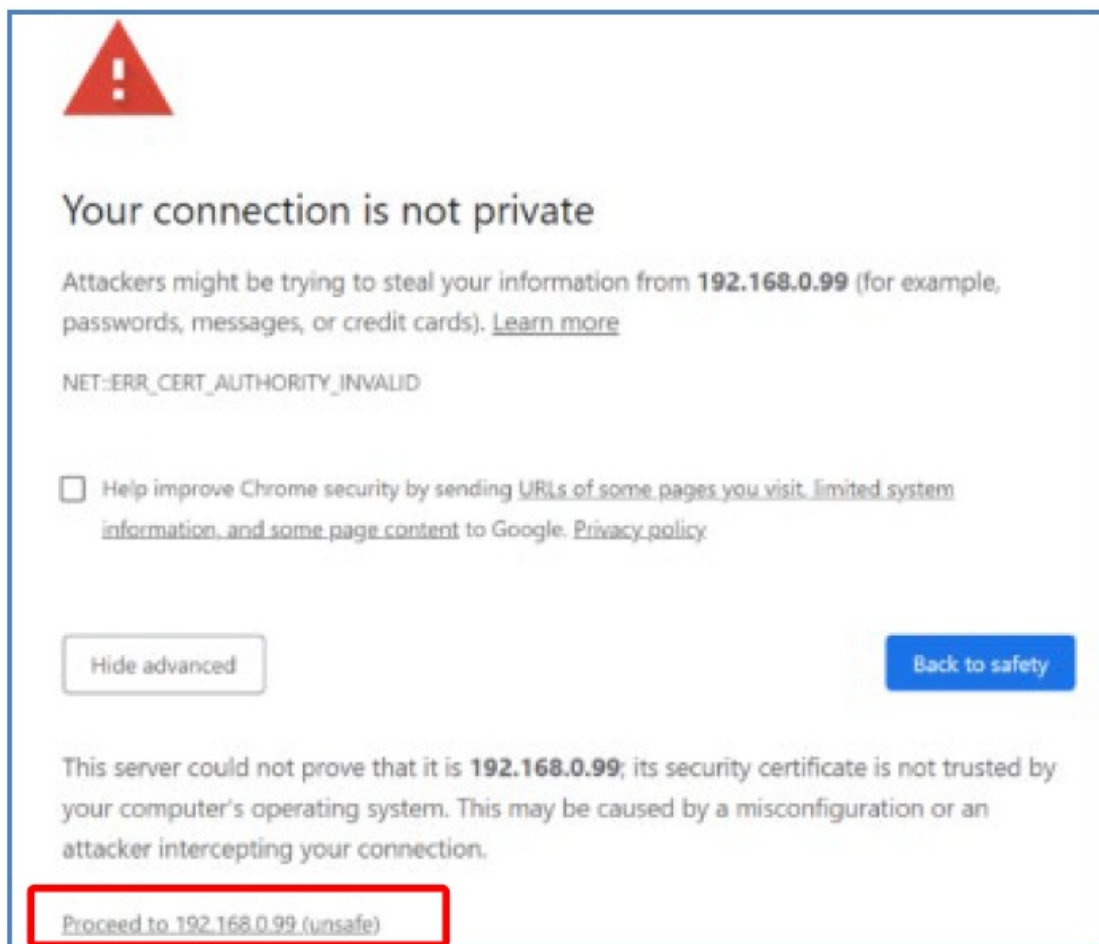 Your connection is not private
Attackers might be trying to steal your information from 192.168.0.99 (for example,
passwords, messages, or credit cards). Learn more
NET::ERR_CERT_AUTHORITY_INVALID
Help improve Chrome security by sending URLs of some pages you visit, limited system
information, and some page content to Google. Privacy policy
Hide advanced
Back to safety
This server could not prove that it is 192.168.0.99; its security certificate is not trusted by
your computer's operating system. This may be caused by a misconfiguration or an
attacker intercepting your connection.
Proceed to 192.168.0.99 (unsafe)